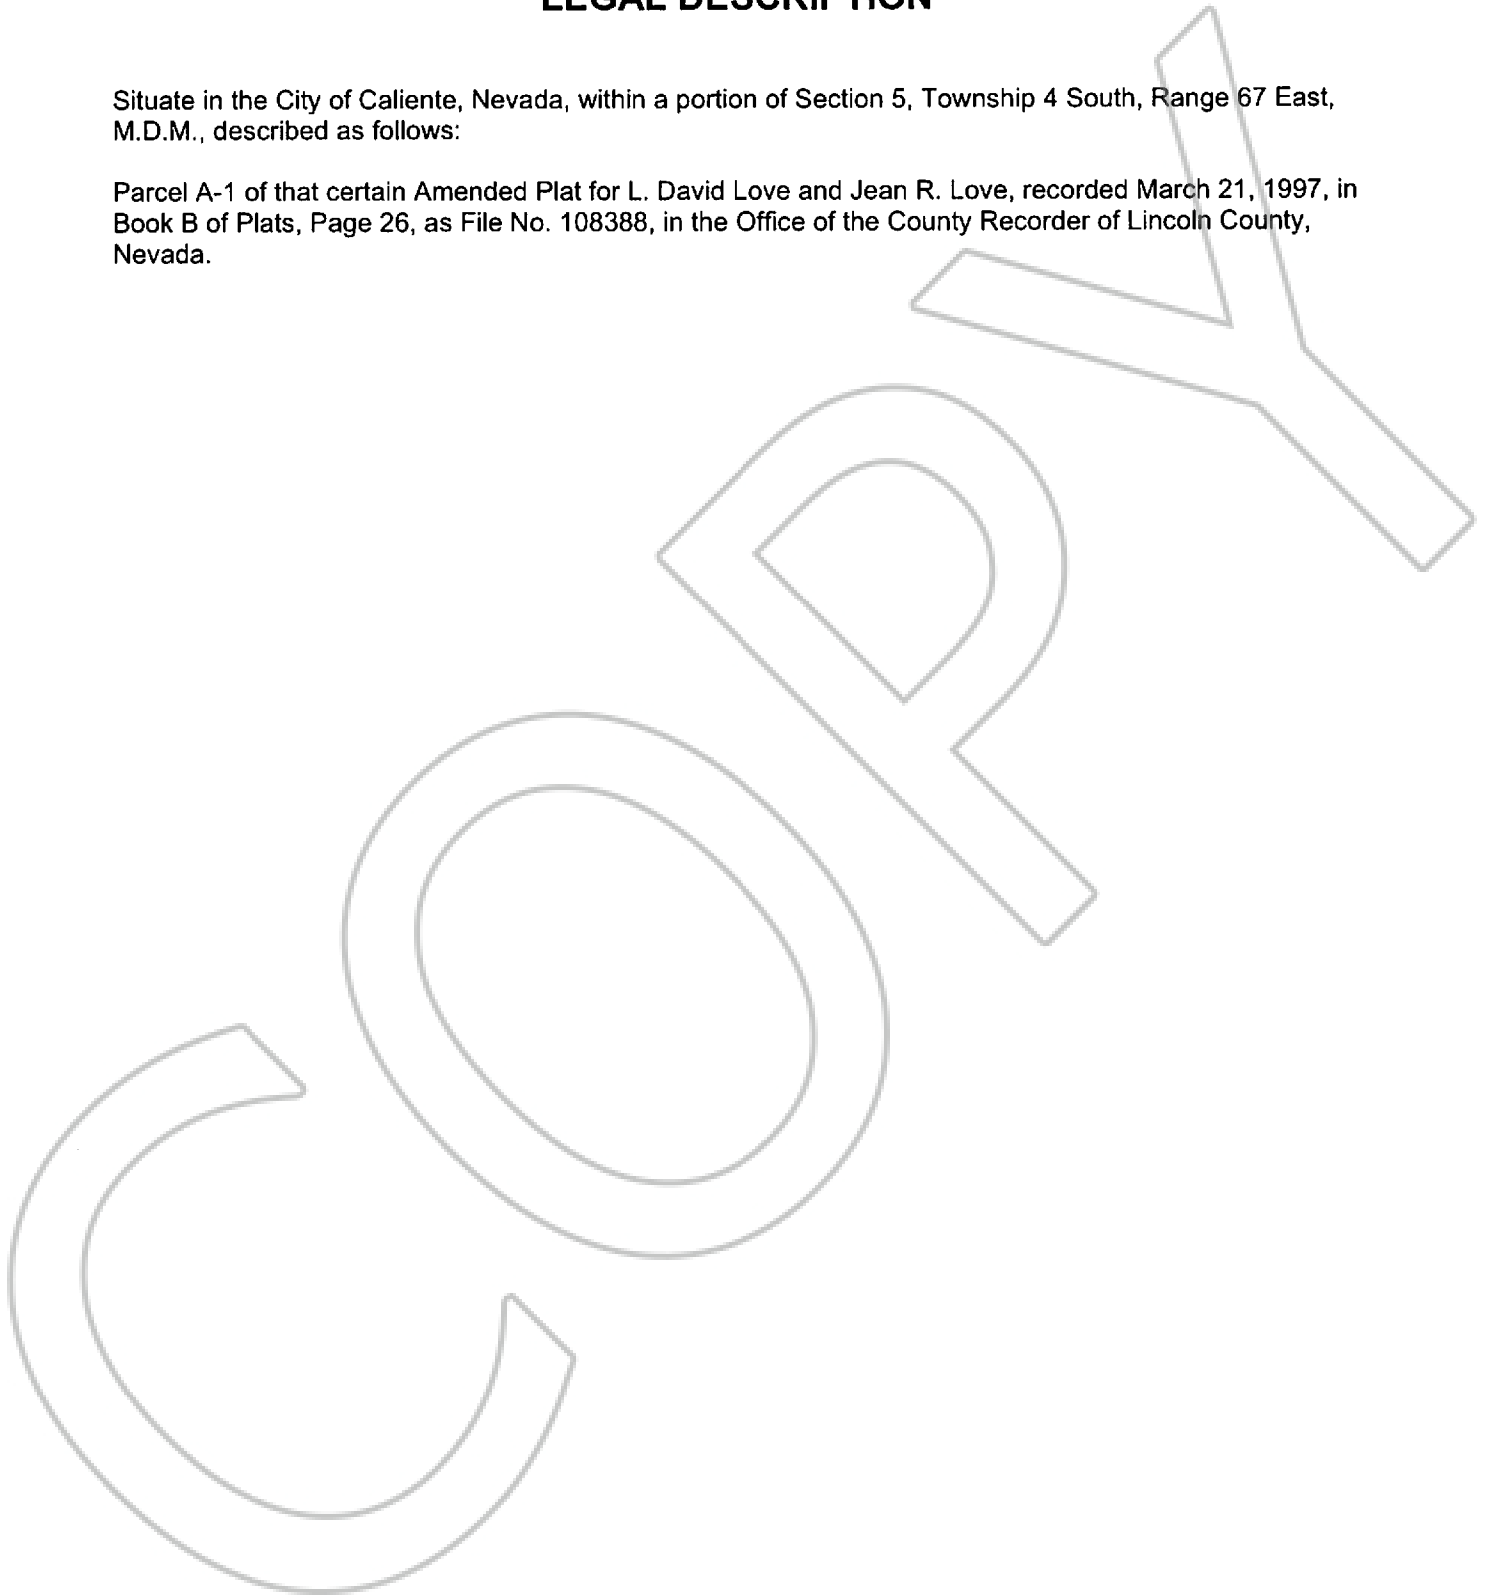 LEGAL DESCRIPTION
Situate in the City of Caliente, Nevada, within a portion of Section 5, Township 4 South, Range 67 East,
M.D.M., described as follows:
Parcel A-1 of that certain Amended Plat for L. David Love and Jean R. Love, recorded March 21, 1997, in
Book B of Plats, Page 26, as File No. 108388, in the Office of the County Recorder of Lincoln County,
Nevada.
COPY